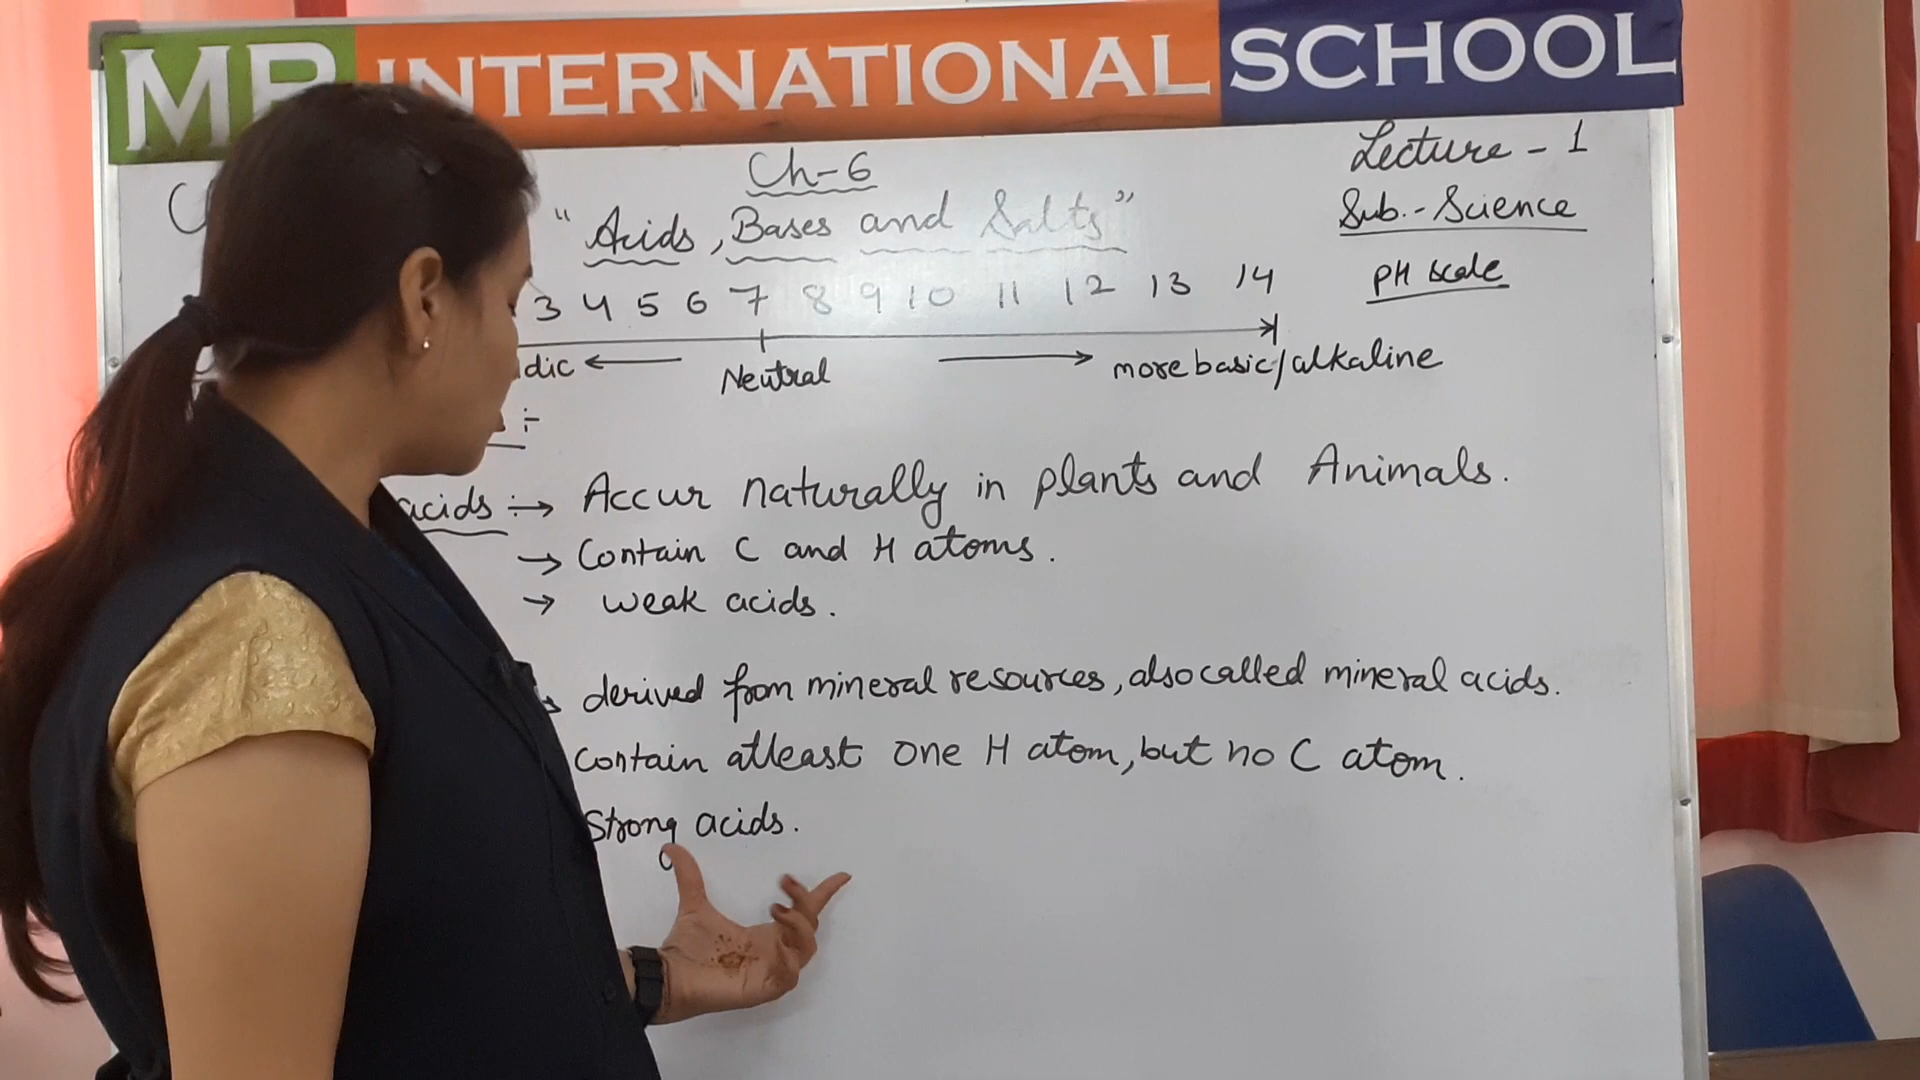 INTERNATIONAL SCHOOL
Ch-6
Lecture - 1
"Acids, Bases and Salts"
Sub.- Science
3 4 5 6 7 8 9 10 11 12 13 14
PH scale
Neutral
more basic/alkaline
acids :→ Accur naturally in plants and Animals.
→ Contain C and H atoms.
→ weak acids.
derived from mineral resources, also called mineral acids.
Contain atleast one H atom, but no C atom.
Strong acids.